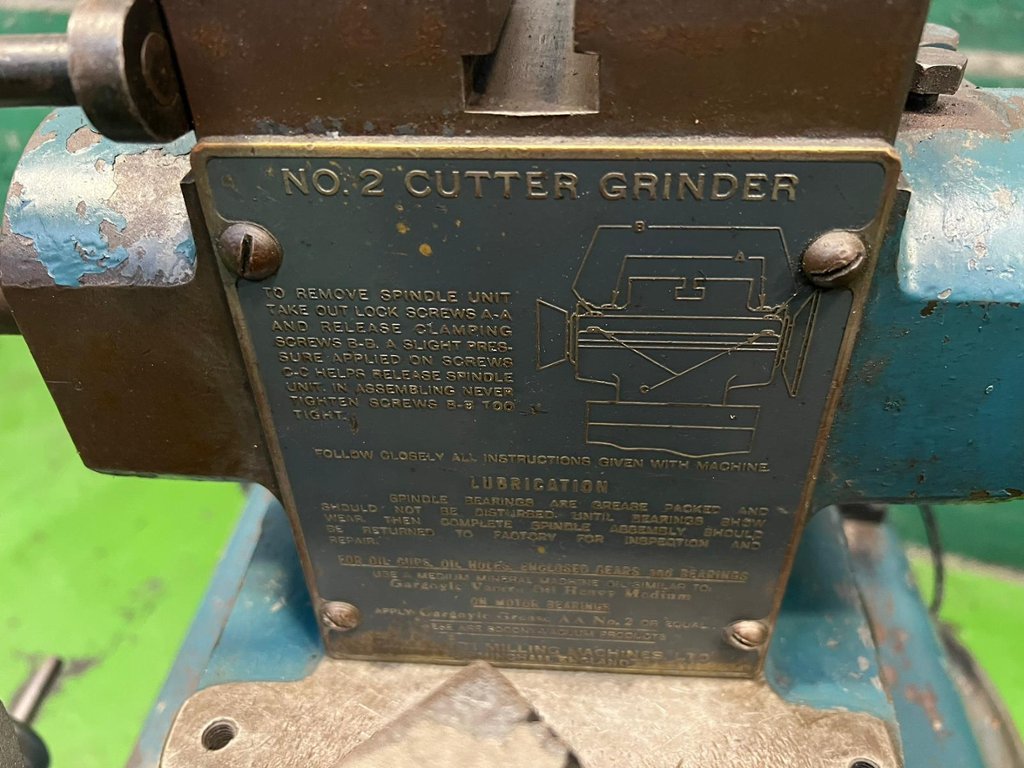 NO. 2 CUTTER GRINDER
B
A
TO REMOVE SPINDLE UNIT
TAKE OUT LOCK SCREWS A-A
AND RELEASE CLAMPING
SCREWS B-B. A SLIGHT PRES-
SURE APPLIED ON SCREWS
C-C HELPS RELEASE SPINDLE
UNIT. IN ASSEMBLING NEVER
TIGHTEN SCREWS B-B TOO
TIGHT.
C
FOLLOW CLOSELY ALL INSTRUCTIONS GIVEN WITH MACHINE
LUBRICATION
SPINDLE BEARINGS ARE GREASE PACKED AND
SHOULD NOT BE DISTURBED UNTIL BEARINGS SHOW
WEAR. THEN COMPLETE SPINDLE ASSEMBLY SHOULD
BE RETURNED TO FACTORY FOR INSPECTION AND
REPAIR.
FOR OIL CUPS, OIL HOLES, ENCLOSED GEARS, AND BEARINGS
USE A MEDIUM MINERAL MACHINE OIL SIMILAR TO,
Gargoyle Vactra Oil Heavy Medium
ON MOTOR BEARINGS
APPLY Gargoyle Grease AA No. 2 OR EQUAL
VACUUM PRODUCTS
MILLING MACHINES LTD
ENGLAND